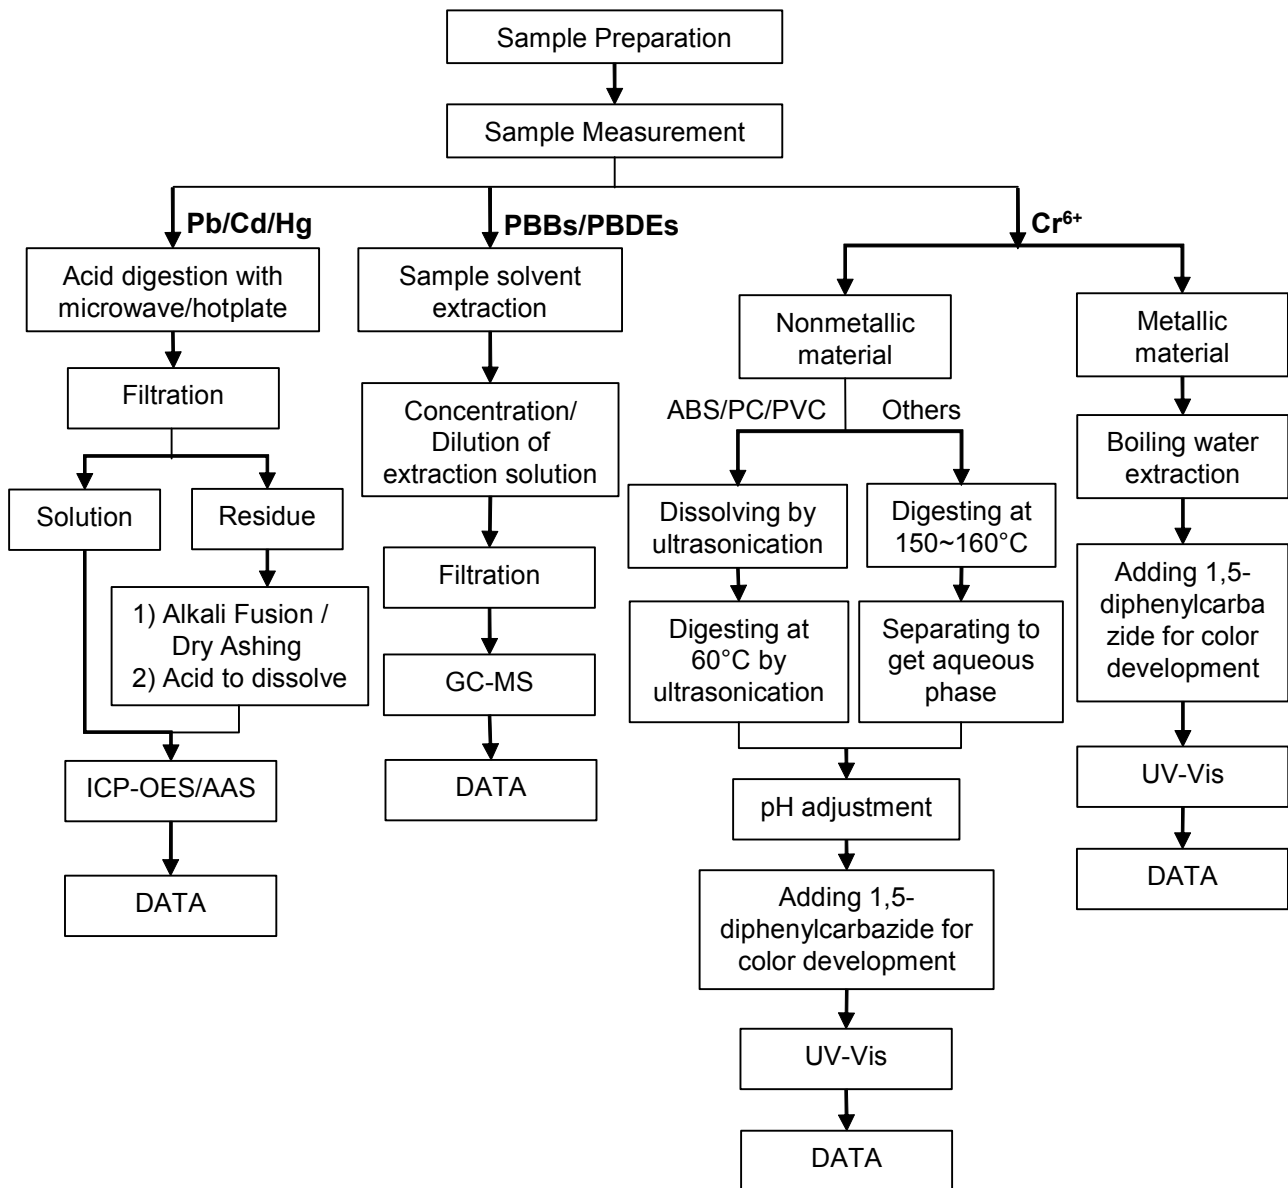 Sample Preparation
Sample Measurement
Pb/Cd/Hg
Acid digestion with
microwave/hotplate
Filtration
Solution
Residue
1) Alkali Fusion /
Dry Ashing
2) Acid to dissolve
ICP-OES/AAS
DATA
PBBs/PBDEs
Sample solvent
extraction
Concentration/
Dilution of
extraction solution
Filtration
GC-MS
DATA
Cr⁶⁺
Nonmetallic
material
ABS/PC/PVC
Others
Dissolving by
ultrasonication
Digesting at
60°C by
ultrasonication
Digesting at
150~160°C
Separating to
get aqueous
phase
pH adjustment
Adding 1,5-
diphenylcarbazide for
color development
UV-Vis
DATA
Metallic
material
Boiling water
extraction
Adding 1,5-
diphenylcarba
zide for color
development
UV-Vis
DATA